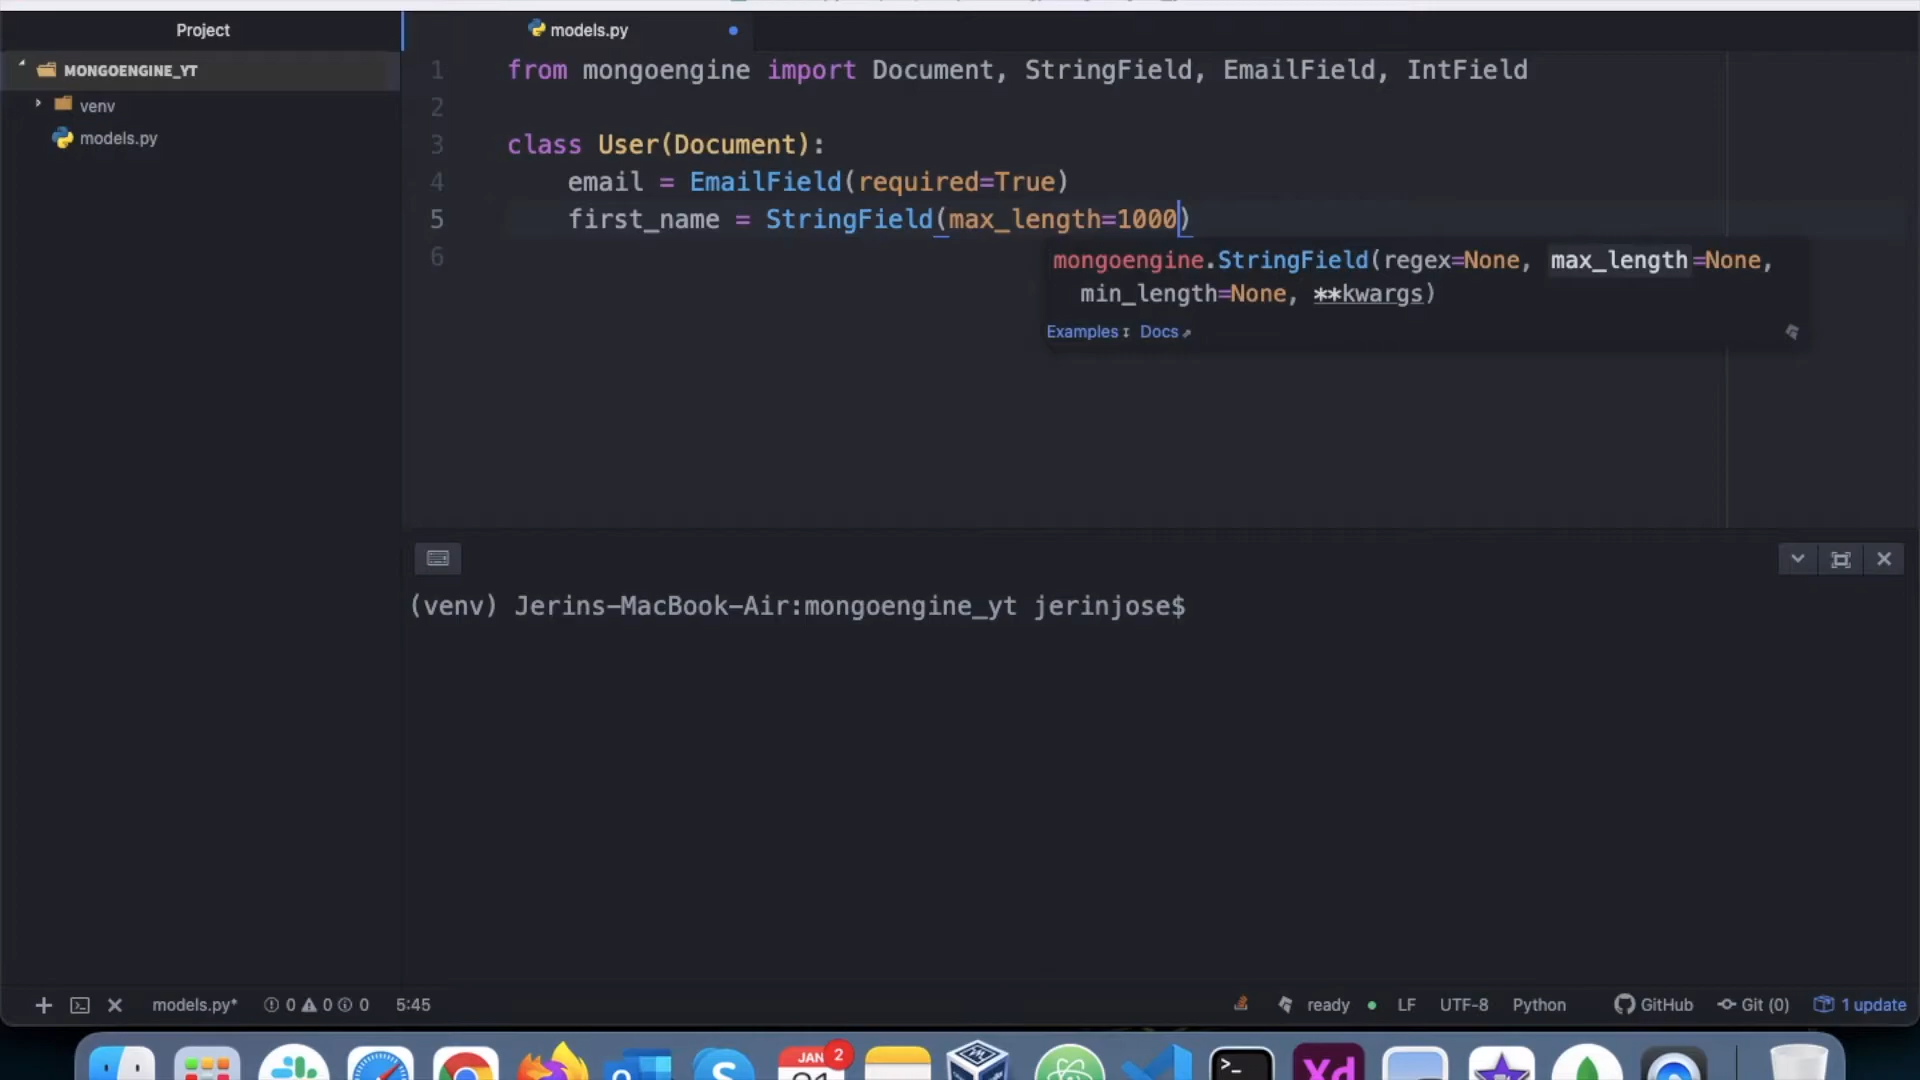 Project
models.py
MONGOENGINE_YT
venv
models.py
1 from mongoengine import Document, StringField, EmailField, IntField
2
3 class User(Document):
4 email = EmailField(required=True)
5 first_name = StringField(max_length=1000)
6
mongoengine.StringField(regex=None, max_length=None,
min_length=None, **kwargs)
Examples Docs
(venv) Jerins-MacBook-Air:mongoengine_yt jerinjose$
models.py* 0 0 0 5:45 ready LF UTF-8 Python GitHub Git (0) 1 update
JAN 2
Xd